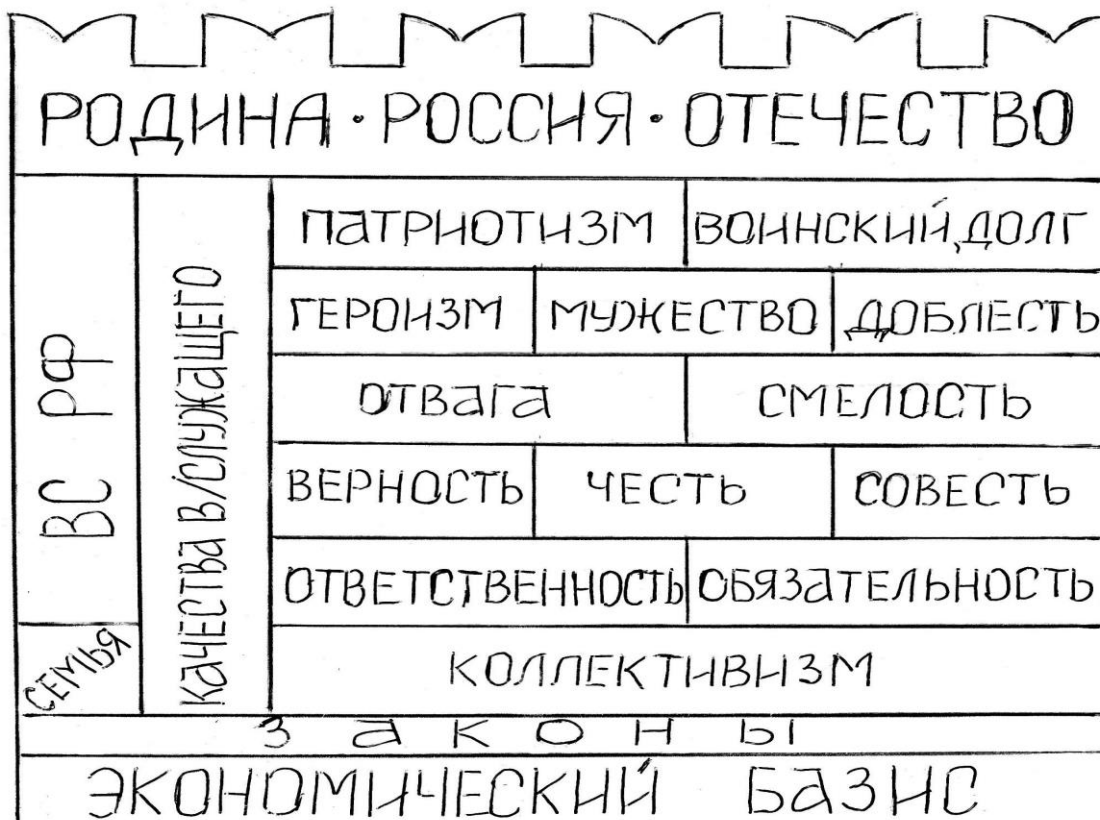 РОДИНА · РОССИЯ · ОТЕЧЕСТВО
ВС РФ
СЕМЬЯ
КАЧЕСТВА В/СЛУЖАЩЕГО
ПАТРИОТИЗМ ВОИНСКИЙ ДОЛГ
ГЕРОИЗМ МУЖЕСТВО ДОБЛЕСТЬ
ОТВАГА СМЕЛОСТЬ
ВЕРНОСТЬ ЧЕСТЬ СОВЕСТЬ
ОТВЕТСТВЕННОСТЬ ОБЯЗАТЕЛЬНОСТЬ
КОЛЛЕКТИВИЗМ
ЗАКОНЫ
ЭКОНОМИЧЕСКИЙ БАЗИС